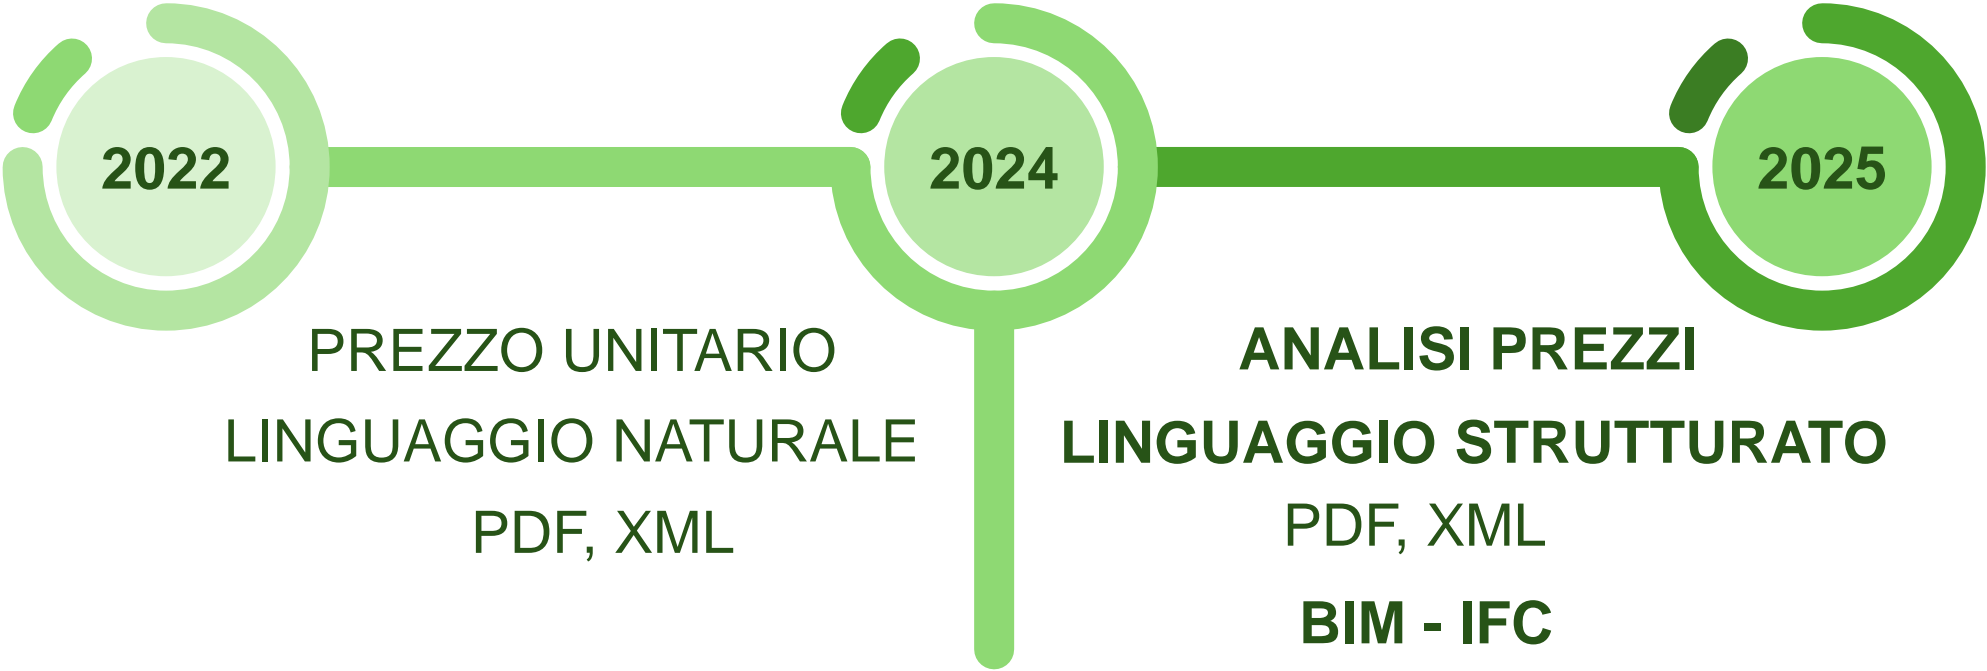 2022
2024
2025
PREZZO UNITARIO
LINGUAGGIO NATURALE
PDF, XML
ANALISI PREZZI
LINGUAGGIO STRUTTURATO
PDF, XML
BIM - IFC